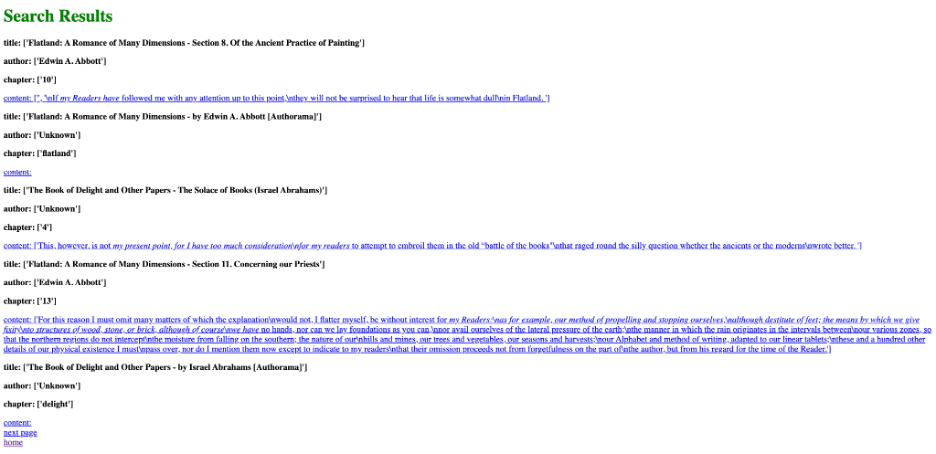 Search Results
title: ['Flatland: A Romance of Many Dimensions - Section 8. Of the Ancient Practice of Painting']
author: ['Edwin A. Abbott']
chapter: ['10']
content: ['', '\nIf my Readers have followed me with any attention up to this point,\nthey will not be surprised to hear that life is somewhat dull\nin Flatland. ']
title: ['Flatland: A Romance of Many Dimensions - by Edwin A. Abbott [Authorama]']
author: ['Unknown']
chapter: ['flatland']
content:
title: ['The Book of Delight and Other Papers - The Solace of Books (Israel Abrahams)']
author: ['Unknown']
chapter: ['4']
content: ['This, however, is not my present point, for I have too much consideration\nfor my readers to attempt to embroil them in the old “battle of the books”\nthat raged round the silly question whether the ancients or the moderns\nwrote better. ']
title: ['Flatland: A Romance of Many Dimensions - Section 11. Concerning our Priests']
author: ['Edwin A. Abbott']
chapter: ['13']
content: ['For this reason I must omit many matters of which the explanation\nwould not, I flatter myself, be without interest for my Readers:\nas for example, our method of propelling and stopping ourselves,\nalthough destitute of feet; the means by which we give
fixity\nto structures of wood, stone, or brick, although of course\nwe have no hands, nor can we lay foundations as you can,\nnor avail ourselves of the lateral pressure of the earth;\nthe manner in which the rain originates in the intervals between\nour various zones, so
that the northern regions do not intercept\nthe moisture from falling on the southern; the nature of our\nhills and mines, our trees and vegetables, our seasons and harvests;\nour Alphabet and method of writing, adapted to our linear tablets;\nthese and a hundred other
details of our physical existence I must\npass over, nor do I mention them now except to indicate to my readers\nthat their omission proceeds not from forgetfulness on the part of\nthe author, but from his regard for the time of the Reader.']
title: ['The Book of Delight and Other Papers - by Israel Abrahams [Authorama]']
author: ['Unknown']
chapter: ['delight']
content:
next page
home